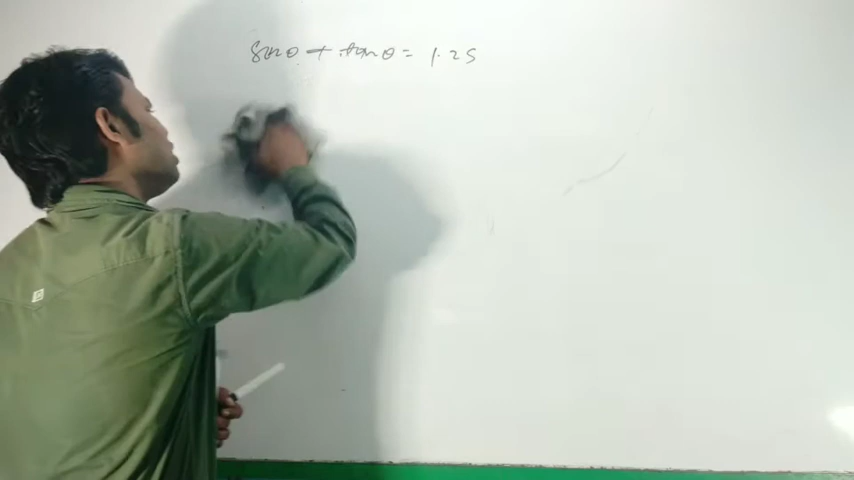 sinθ + tanθ = 1.25